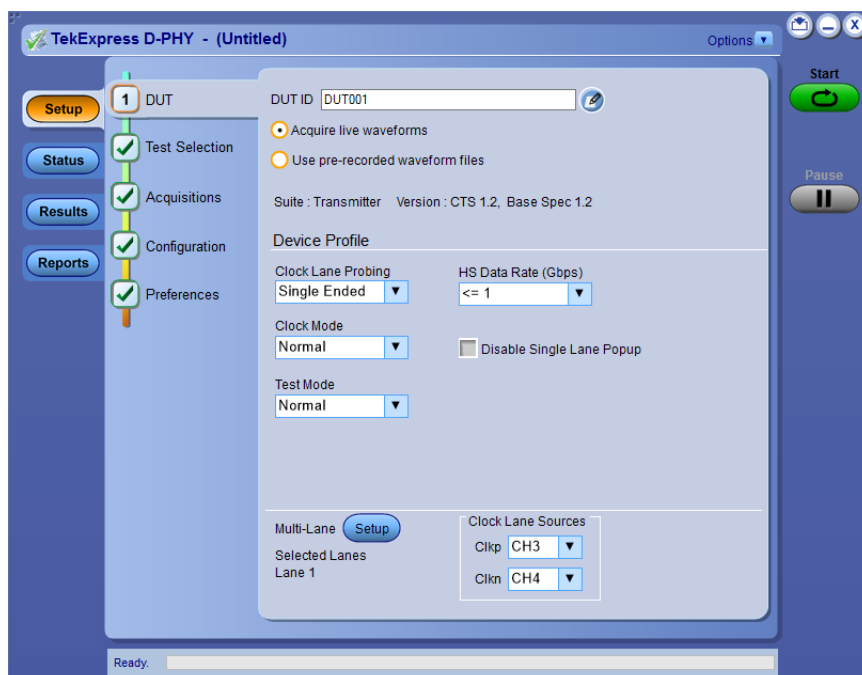 TekExpress D-PHY - (Untitled)
Options
X
Start
Pause
Setup
Status
Results
Reports
1 DUT
Test Selection
Acquisitions
Configuration
Preferences
DUT ID DUT001
Acquire live waveforms
Use pre-recorded waveform files
Suite : Transmitter Version : CTS 1.2, Base Spec 1.2
Device Profile
Clock Lane Probing
Single Ended
HS Data Rate (Gbps)
<= 1
Clock Mode
Normal
Disable Single Lane Popup
Test Mode
Normal
Multi-Lane Setup
Selected Lanes
Lane 1
Clock Lane Sources
Clkp CH3
Clkn CH4
Ready.